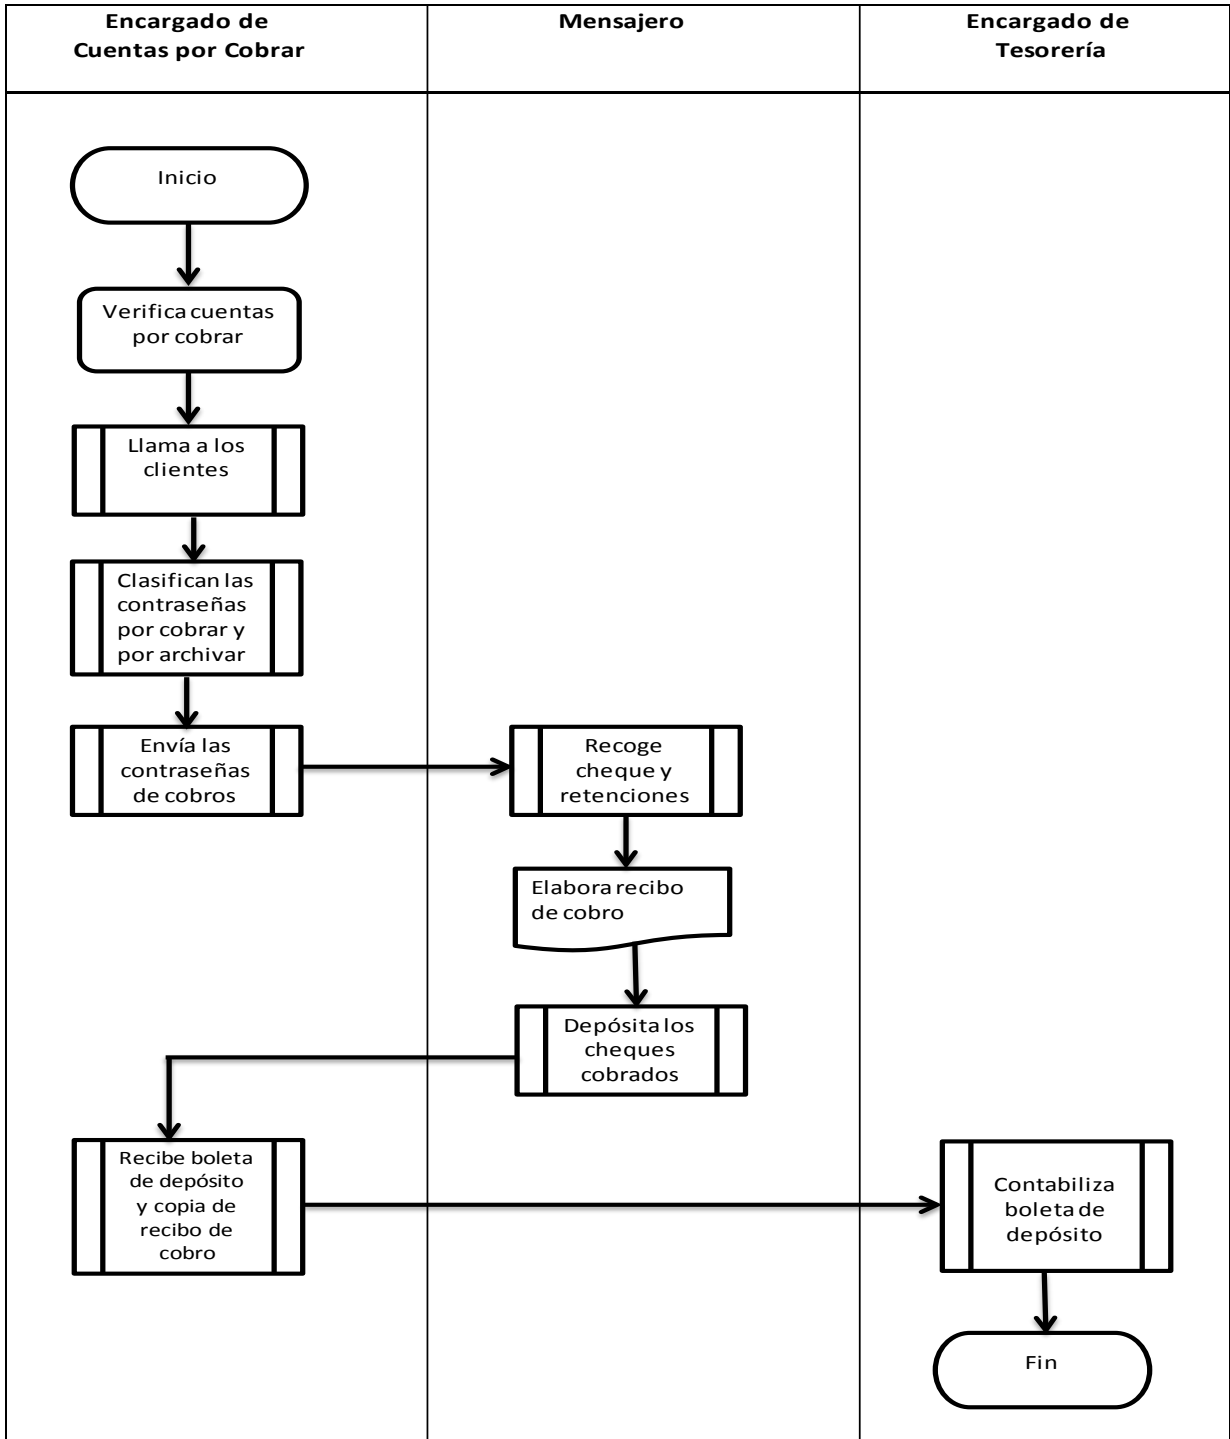 Encargado de
Cuentas por Cobrar
Mensajero
Encargado de
Tesorería
Inicio
Verifica cuentas
por cobrar
Llama a los
clientes
Clasifican las
contraseñas
por cobrar y
por archivar
Envía las
contraseñas
de cobros
Recoge
cheque y
retenciones
Elabora recibo
de cobro
Depósita los
cheques
cobrados
Recibe boleta
de depósito
y copia de
recibo de
cobro
Contabiliza
boleta de
depósito
Fin